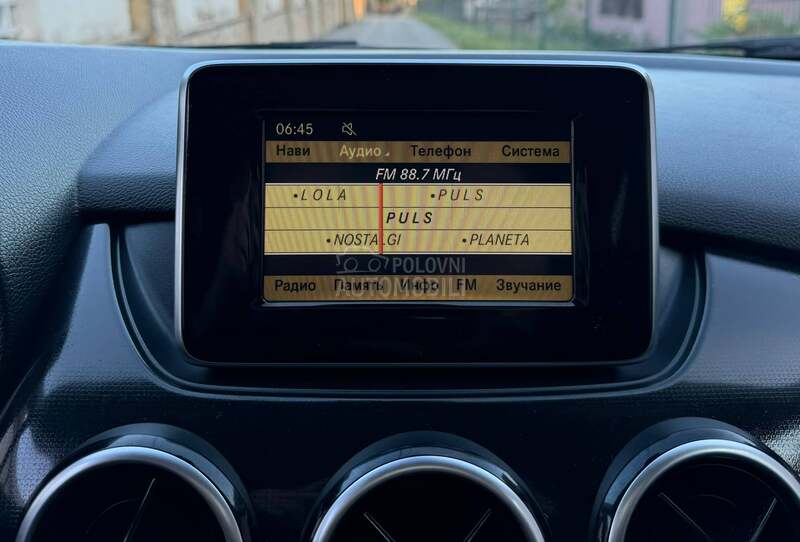 06:45
Нави Аудио Телефон Система
FM 88.7 МГц
•LOLA •PULS
PULS
•NOSTALGI •PLANETA
POLOVNI
AUTOMOBILI
Радио Память Инфо FM Звучание